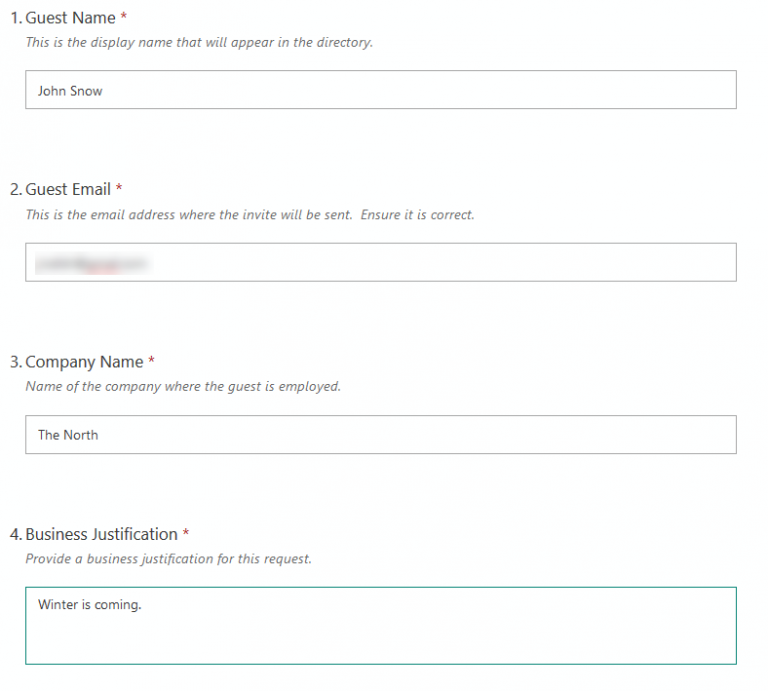 1. Guest Name *
This is the display name that will appear in the directory.
John Snow
2. Guest Email *
This is the email address where the invite will be sent.  Ensure it is correct.
3. Company Name *
Name of the company where the guest is employed.
The North
4. Business Justification *
Provide a business justification for this request.
Winter is coming.